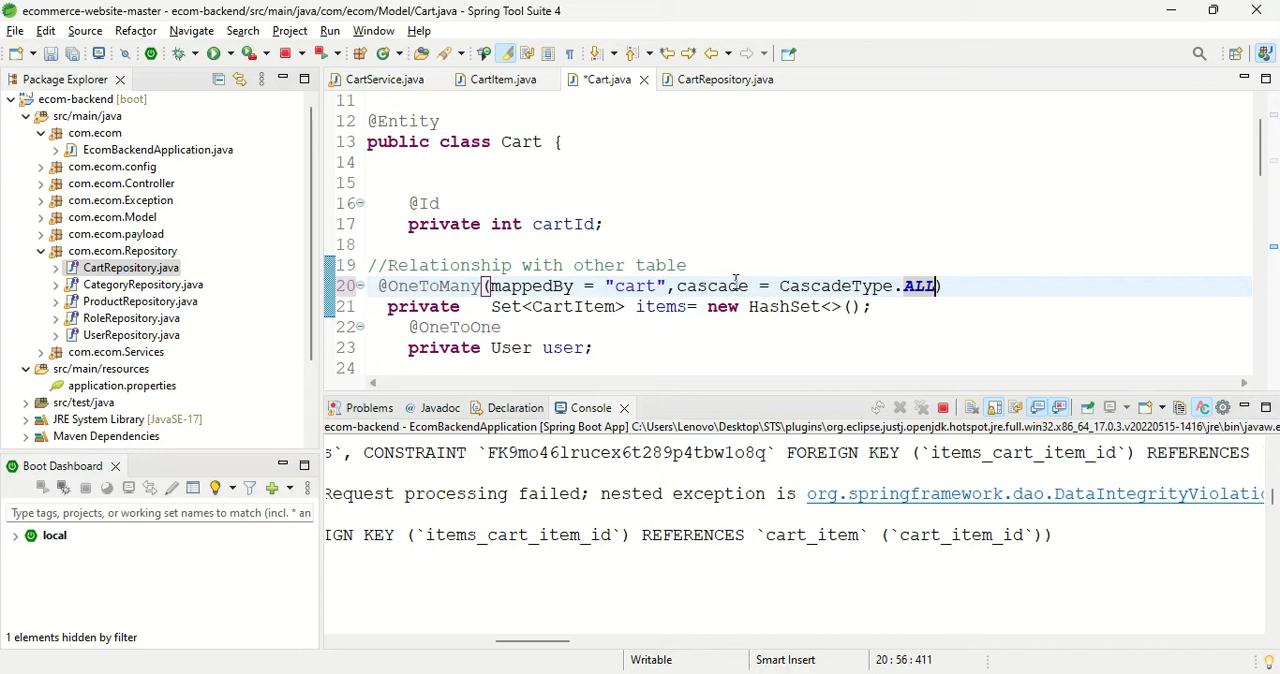 ecommerce-website-master - ecom-backend/src/main/java/com/ecom/Model/Cart.java - Spring Tool Suite 4
File Edit Source Refactor Navigate Search Project Run Window Help
Package Explorer
ecom-backend [boot]
src/main/java
com.ecom
EcomBackendApplication.java
com.ecom.config
com.ecom.Controller
com.ecom.Exception
com.ecom.Model
com.ecom.payload
com.ecom.Repository
CartRepository.java
CategoryRepository.java
ProductRepository.java
RoleRepository.java
UserRepository.java
com.ecom.Services
src/main/resources
application.properties
src/test/java
JRE System Library [JavaSE-17]
Maven Dependencies
CartService.java CartItem.java *Cart.java CartRepository.java
11
12 @Entity
13 public class Cart {
14
15
16 @Id
17 private int cartId;
18
19 //Relationship with other table
20 @OneToMany(mappedBy = "cart",cascade = CascadeType.ALL)
21 private Set<CartItem> items= new HashSet<>();
22 @OneToOne
23 private User user;
24
Problems @ Javadoc Declaration Console
ecom-backend - EcomBackendApplication [Spring Boot App] C:\Users\Lenovo\Desktop\STS\plugins\org.eclipse.justj.openjdk.hotspot.jre.full.win32.x86_64_17.0.3.v20220515-1416\jre\bin\javaw.e
s`, CONSTRAINT `FK9mo46lrucex6t289p4tbw1o8q` FOREIGN KEY (`items_cart_item_id`) REFERENCES
Request processing failed; nested exception is org.springframework.dao.DataIntegrityViolatio
IGN KEY (`items_cart_item_id`) REFERENCES `cart_item` (`cart_item_id`))
Boot Dashboard
Type tags, projects, or working set names to match (incl. * an
local
1 elements hidden by filter
Writable Smart Insert 20 : 56 : 411